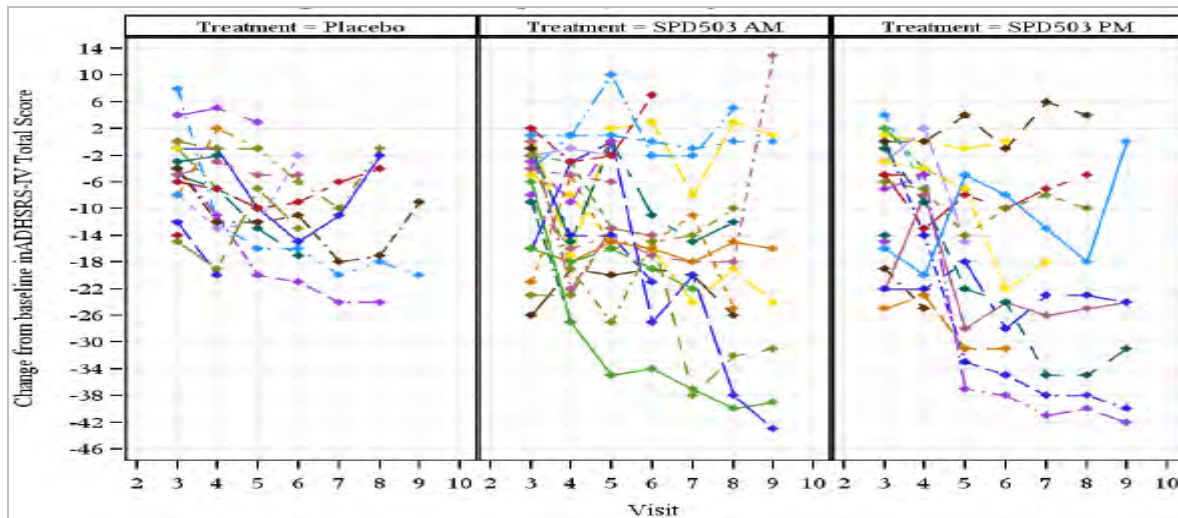 Treatment = Placebo
Treatment = SPD503 AM
Treatment = SPD503 PM
Change from baseline inADHSRS-IV Total Score
14
10
6
2
-2
-6
-10
-14
-18
-22
-26
-30
-34
-38
-42
-46
2 3 4 5 6 7 8 9 10
2 3 4 5 6 7 8 9 10
2 3 4 5 6 7 8 9 10
Visit